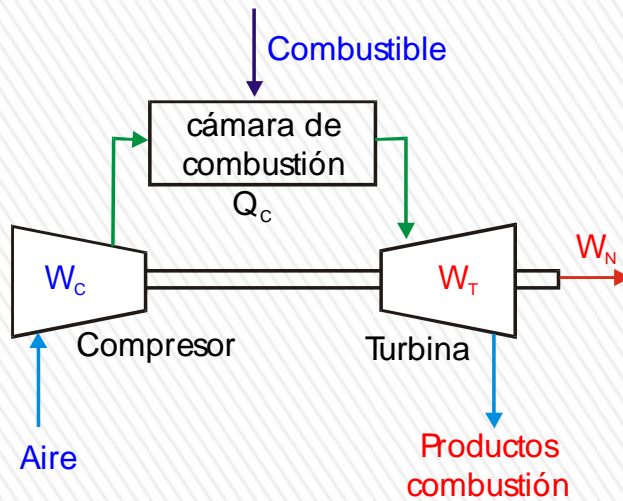 Combustible
cámara de
combustión
Q_C
W_C
W_T
W_N
Compresor
Turbina
Aire
Productos
combustión